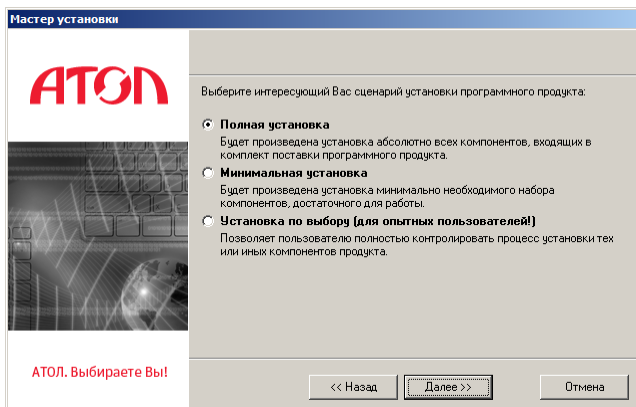 Мастер установки
АТОЛ
Выберите интересующий Вас сценарий установки программного продукта:
Полная установка
Будет произведена установка абсолютно всех компонентов, входящих в
комплект поставки программного продукта.
Минимальная установка
Будет произведена установка минимально необходимого набора
компонентов, достаточного для работы.
Установка по выбору (для опытных пользователей!)
Позволяет пользователю полностью контролировать процесс установки тех
или иных компонентов продукта.
АТОЛ. Выбираете Вы!
<< Назад
Далее >>
Отмена